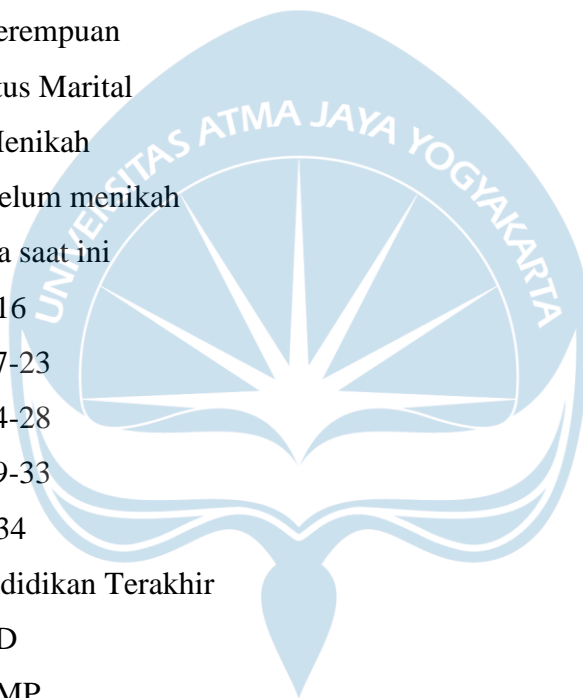 erempuan
tus Marital
Menikah
elum menikah
a saat ini
16
7-23
4-28
9-33
34
didikan Terakhir
D
MP
UNIVERSITAS ATMA JAYA YOGYAKARTA